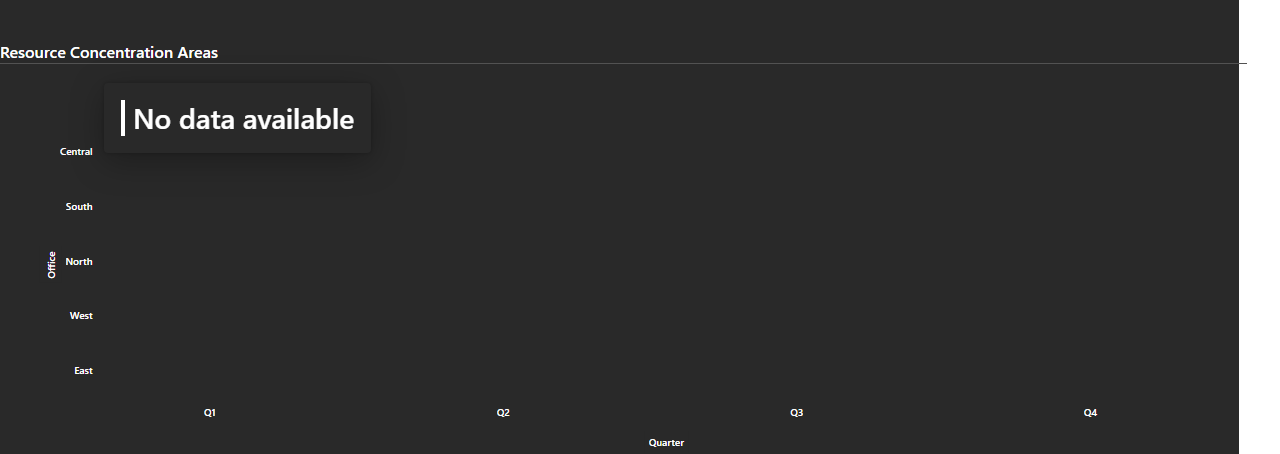 Resource Concentration Areas
No data available
Central
South
North
West
East
Office
Q1 Q2 Q3 Q4
Quarter